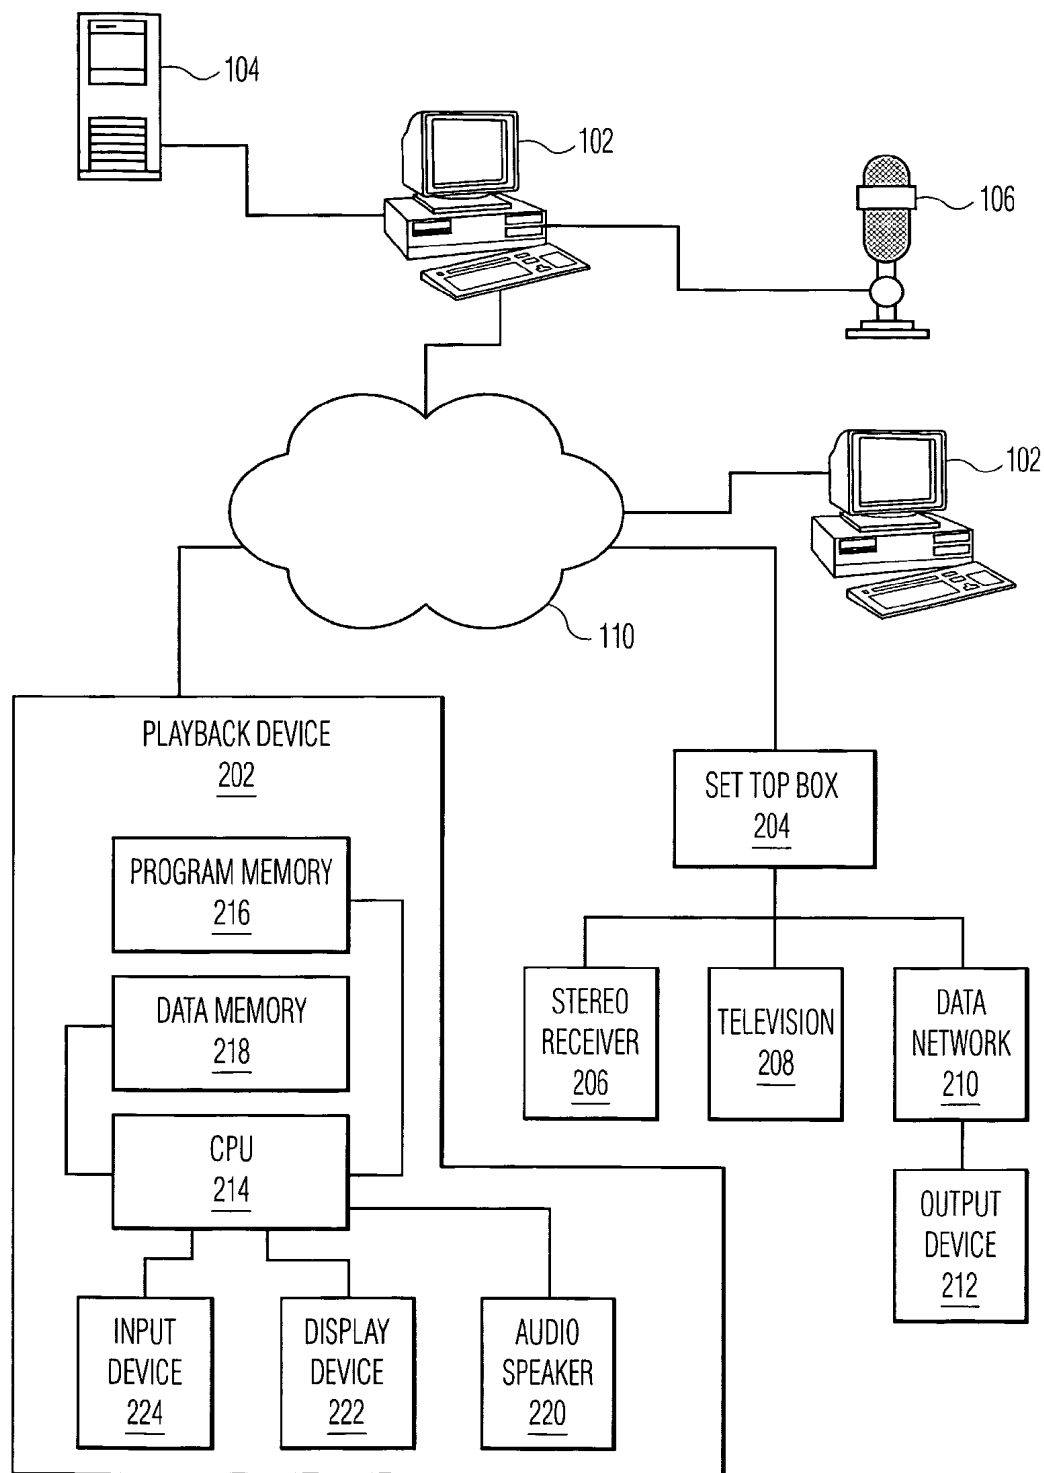 104
102
106
102
110
PLAYBACK DEVICE
202
SET TOP BOX
204
PROGRAM MEMORY
216
DATA MEMORY
218
CPU
214
STEREO
RECEIVER
206
TELEVISION
208
DATA
NETWORK
210
OUTPUT
DEVICE
212
INPUT
DEVICE
224
DISPLAY
DEVICE
222
AUDIO
SPEAKER
220